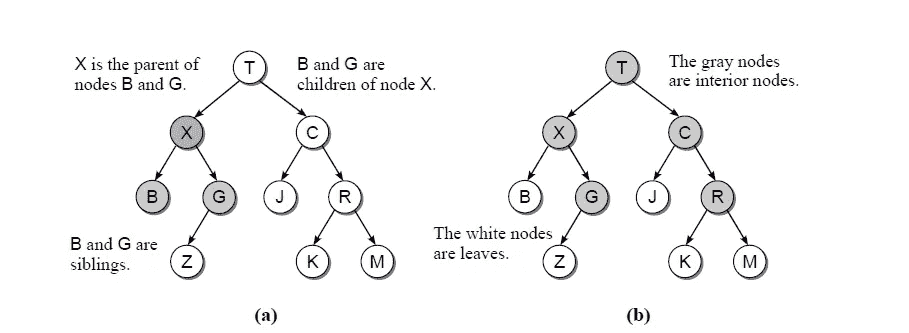 X is the parent of
nodes B and G.
T
B and G are
children of node X.
X
C
B
G
J
R
B and G are
siblings.
Z
K
M
(a)
T
The gray nodes
are interior nodes.
X
C
B
G
J
R
The white nodes
are leaves.
Z
K
M
(b)